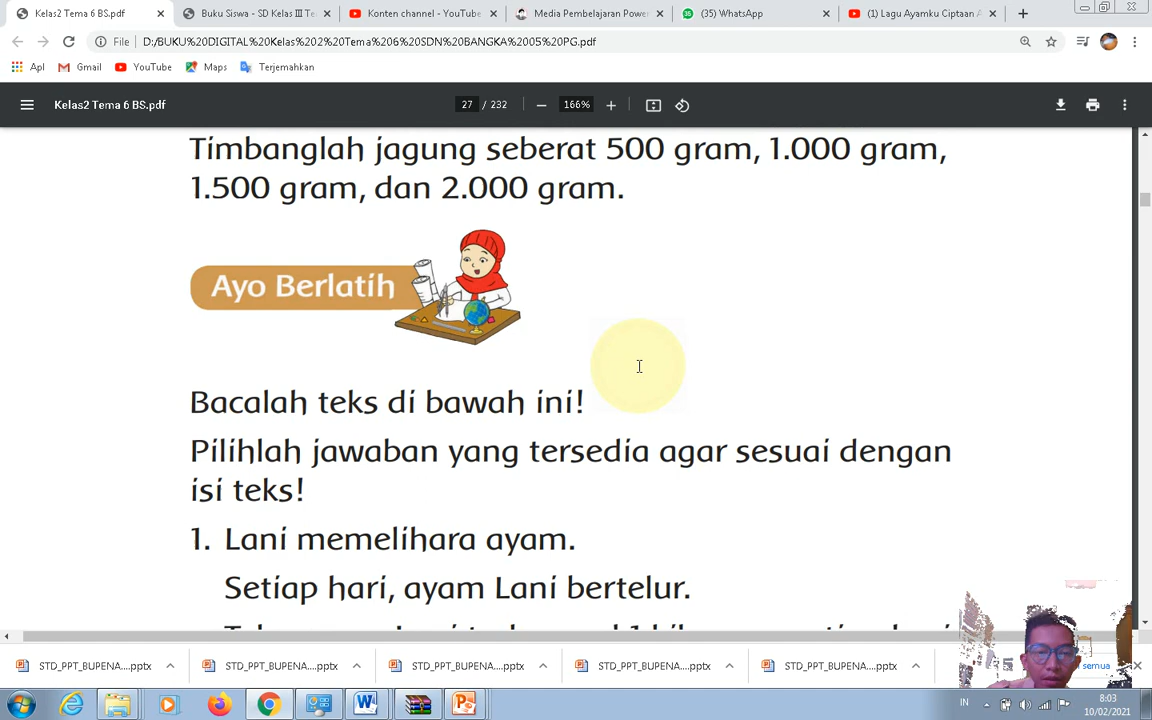 Kelas2 Tema 6 BS.pdf
Buku Siswa - SD Kelas III Te
Konten channel - YouTube
Media Pembelajaran Power
(35) WhatsApp
(1) Lagu Ayamku Ciptaan A
File
D:/BUKU%20DIGITAL%20Kelas%202%20Tema%206%20SDN%20BANGKA%2005%20PG.pdf
Apl
Gmail
YouTube
Maps
Terjemahkan
Kelas2 Tema 6 BS.pdf
27 / 232
166%
Timbanglah jagung seberat 500 gram, 1.000 gram,
1.500 gram, dan 2.000 gram.
Ayo Berlatih
Bacalah teks di bawah ini!
Pilihlah jawaban yang tersedia agar sesuai dengan
isi teks!
1. Lani memelihara ayam.
Setiap hari, ayam Lani bertelur.
STD_PPT_BUPENA....pptx
STD_PPT_BUPENA....pptx
STD_PPT_BUPENA....pptx
STD_PPT_BUPENA....pptx
STD_PPT_BUPENA....pptx
semua
IN
8:03
10/02/2021